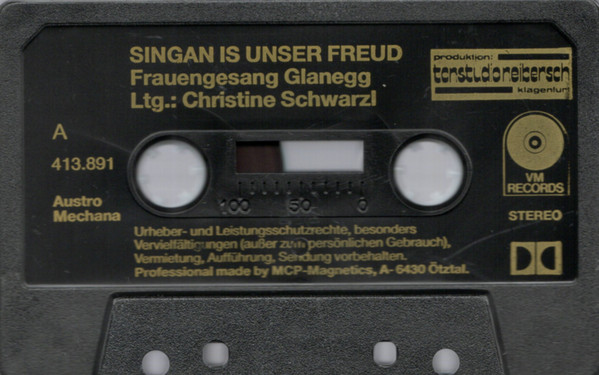 SINGAN IS UNSER FREUD
Frauengesang Glanegg
Ltg.: Christine Schwarzl
produktion:
tonstudioreibersch
klagenfurt
A
413.891
Austro
Mechana
100 50 0
VM
RECORDS
STEREO
Urheber- und Leistungsschutzrechte, besonders
Vervielfältigungen (außer zum persönlichen Gebrauch),
Vermietung, Aufführung, Sendung vorbehalten.
Professional made by MCP-Magnetics, A- 6430 Ötztal.